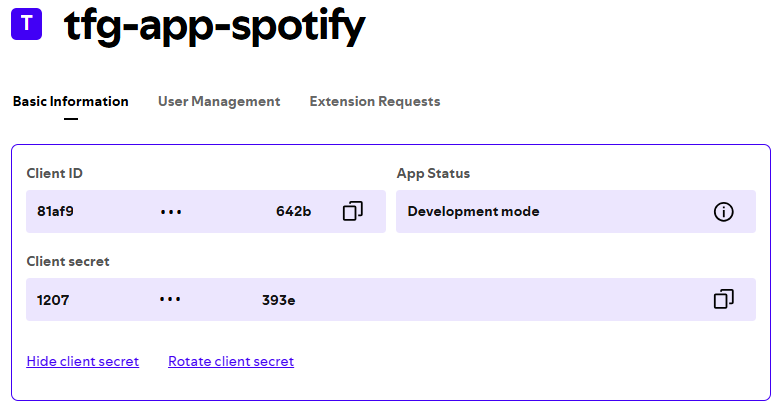 T tfg-app-spotify
Basic Information User Management Extension Requests
Client ID App Status
81af9 ••• 642b Development mode
Client secret
1207 ••• 393e
Hide client secret Rotate client secret